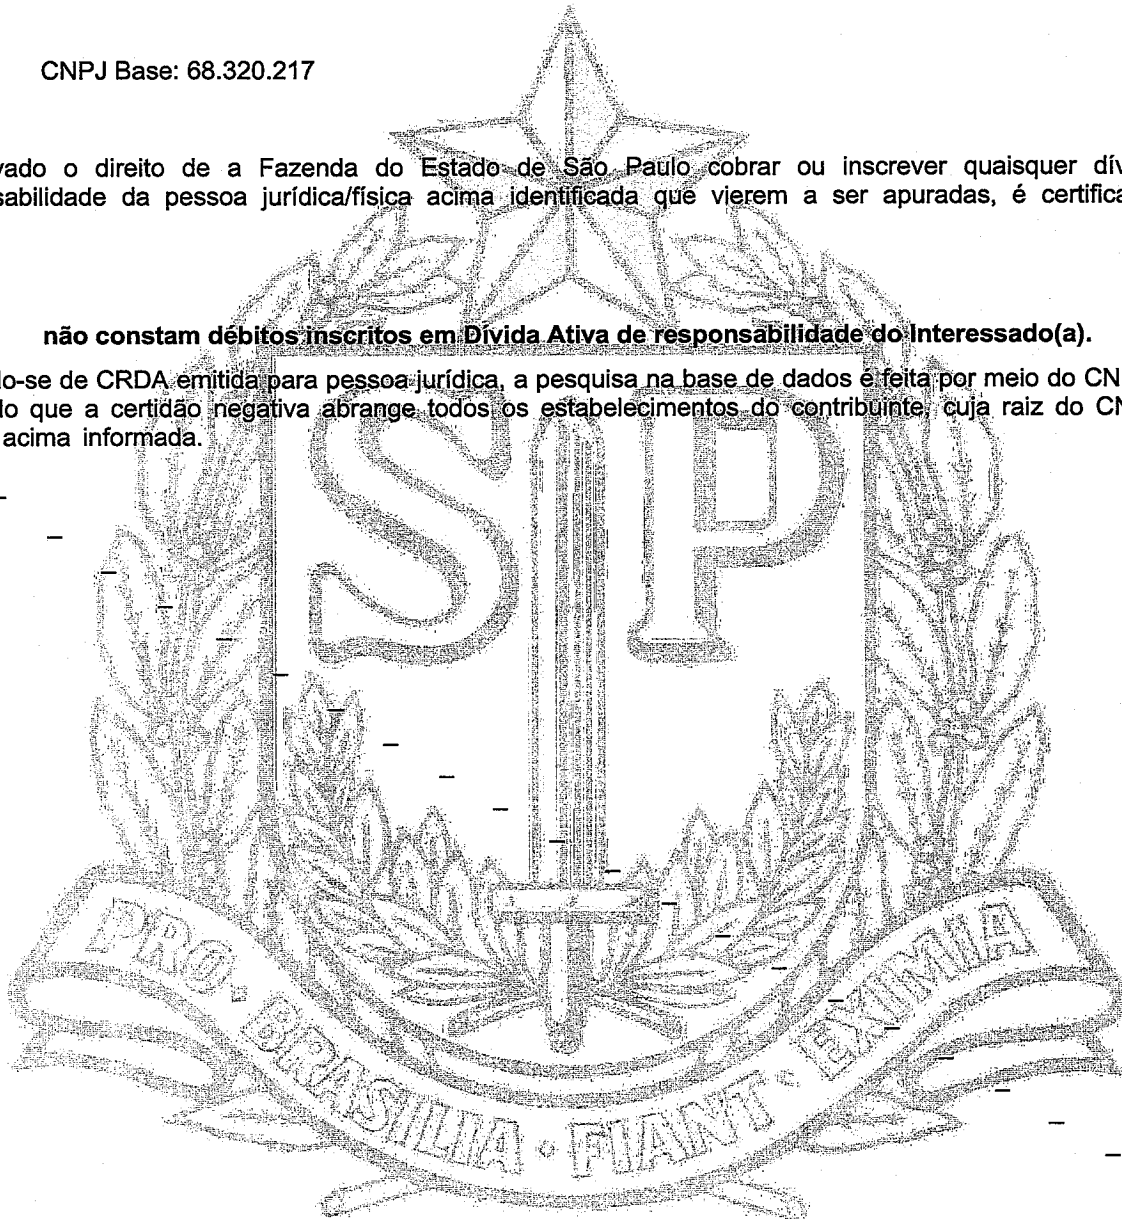 CNPJ Base: 68.320.217
vado o direito de a Fazenda do Estado de São Paulo cobrar ou inscrever quaisquer dív
sabilidade da pessoa jurídica/física acima identificada que vierem a ser apuradas, é certifica
não constam débitos inscritos em Dívida Ativa de responsabilidade do Interessado(a).
do-se de CRDA emitida para pessoa jurídica, a pesquisa na base de dados é feita por meio do CN
do que a certidão negativa abrange todos os estabelecimentos do contribuinte, cuja raiz do CN
acima informada.
SP
PRO · BRASILIA · FIANT · EXIMIA